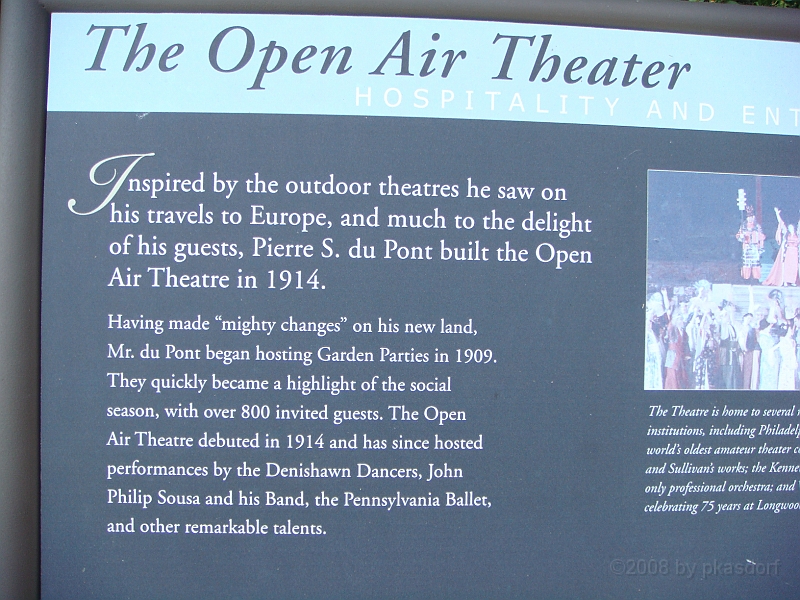 The Open Air Theater
HOSPITALITY AND ENT
Inspired by the outdoor theatres he saw on
his travels to Europe, and much to the delight
of his guests, Pierre S. du Pont built the Open
Air Theatre in 1914.
Having made “mighty changes” on his new land,
Mr. du Pont began hosting Garden Parties in 1909.
They quickly became a highlight of the social
season, with over 800 invited guests. The Open
Air Theatre debuted in 1914 and has since hosted
performances by the Denishawn Dancers, John
Philip Sousa and his Band, the Pennsylvania Ballet,
and other remarkable talents.
The Theatre is home to several
institutions, including Philadelp
world's oldest amateur theater c
and Sullivan's works; the Kenne
only professional orchestra; and
celebrating 75 years at Longwoo
©2008 by pkasdorf